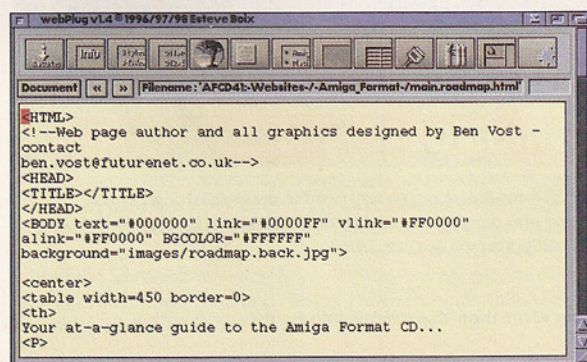 webPlug v1.4 © 1996/97/98 Esteve Boix
Info
Document « » Filename: 'AFCD41:-Websites-/-Amiga_Format-/main.roadmap.html'
<HTML>
<!--Web page author and all graphics designed by Ben Vost -
contact
ben.vost@futurenet.co.uk-->
<HEAD>
<TITLE></TITLE>
</HEAD>
<BODY text="#000000" link="#0000FF" vlink="#FF0000"
alink="#FF0000" BGCOLOR="#FFFFFF"
background="images/roadmap.back.jpg">
<center>
<table width=450 border=0>
<th>
Your at-a-glance guide to the Amiga Format CD...
<P>